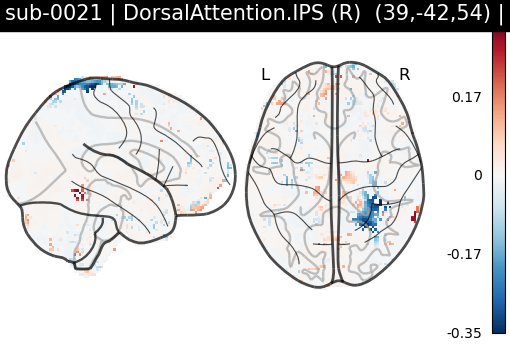 sub-0021 | DorsalAttention.IPS (R)  (39,-42,54) |
L
R
0.17
0
-0.17
-0.35